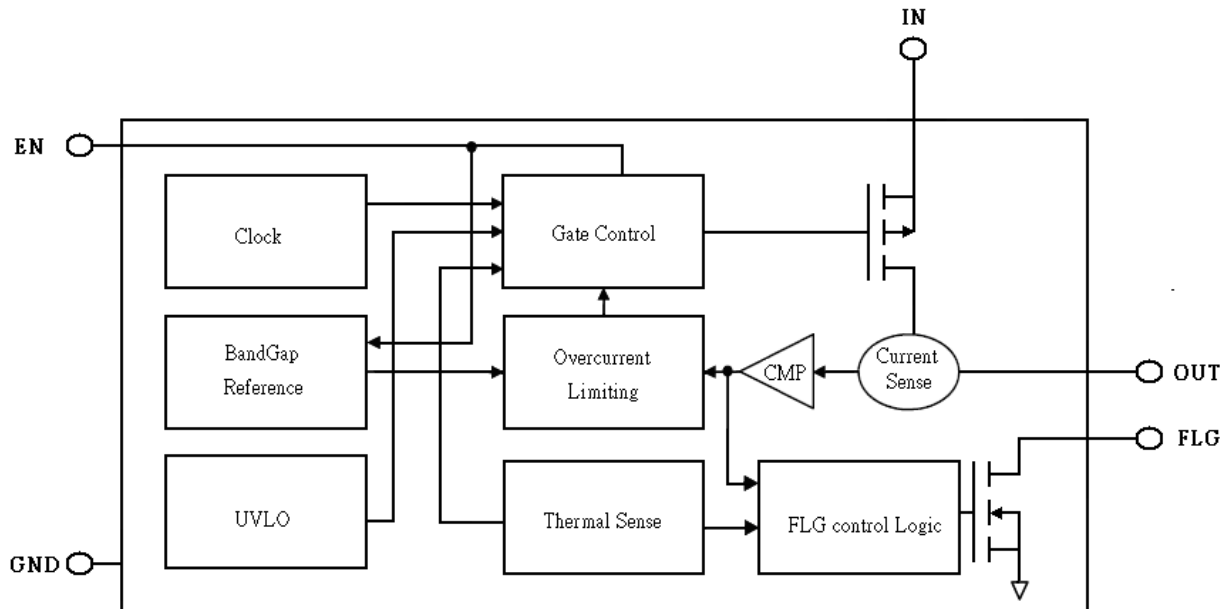 IN
EN
Clock
Gate Control
BandGap
Reference
Overcurrent
Limiting
CMP
Current
Sense
OUT
FLG
UVLO
Thermal Sense
FLG control Logic
GND